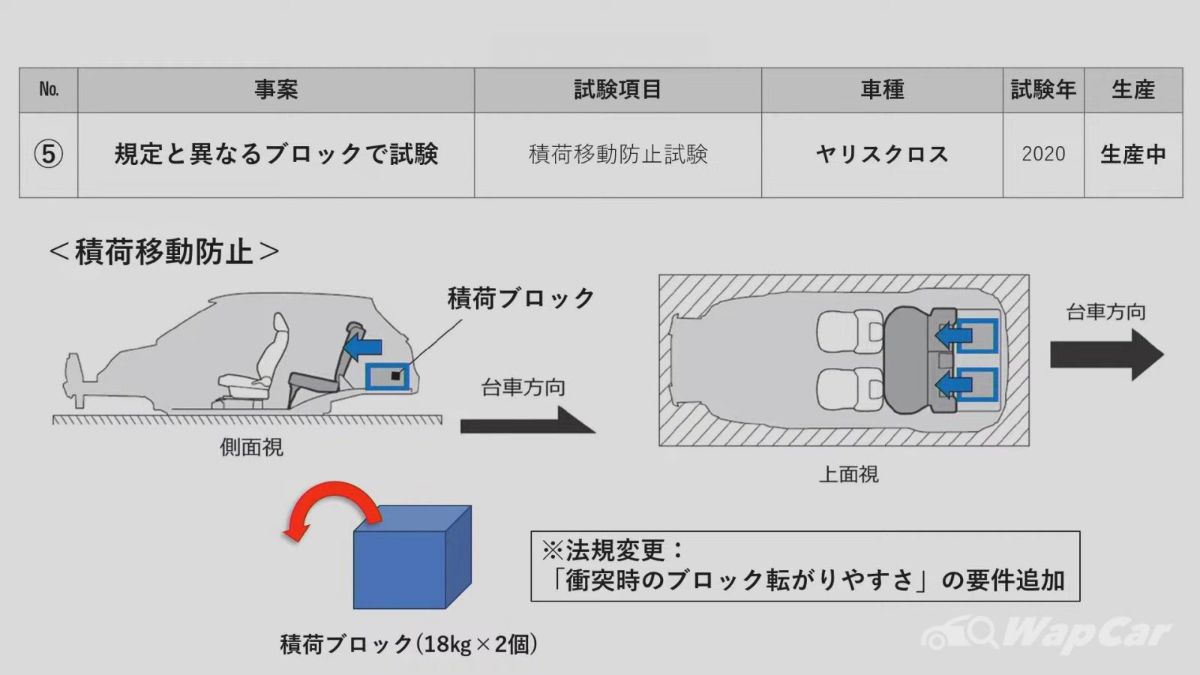 № 事案 試験項目 車種 試験年 生産
⑤ 規定と異なるブロックで試験 積荷移動防止試験 ヤリスクロス 2020 生産中
＜積荷移動防止＞
積荷ブロック
台車方向
側面視
台車方向
上面視
※法規変更：
「衝突時のブロック転がりやすさ」の要件追加
積荷ブロック(18kg×2個)
WapCar